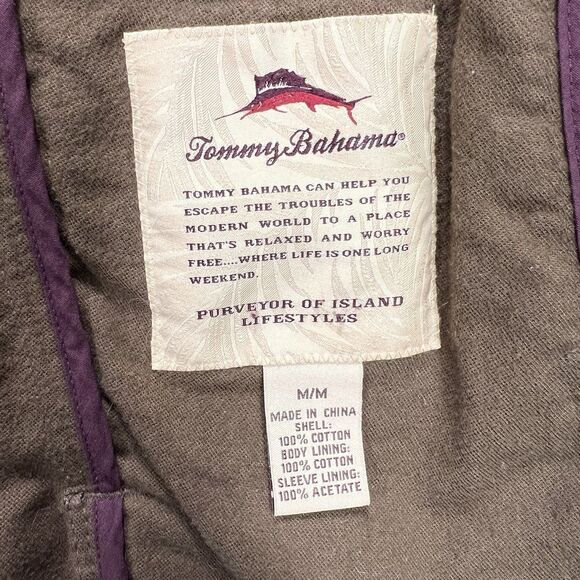 Tommy Bahama®
TOMMY BAHAMA CAN HELP YOU
ESCAPE THE TROUBLES OF THE
MODERN WORLD TO A PLACE
THAT'S RELAXED AND WORRY
FREE....WHERE LIFE IS ONE LONG
WEEKEND.
PURVEYOR OF ISLAND
LIFESTYLES
M/M
MADE IN CHINA
SHELL:
100% COTTON
BODY LINING:
100% COTTON
SLEEVE LINING:
100% ACETATE